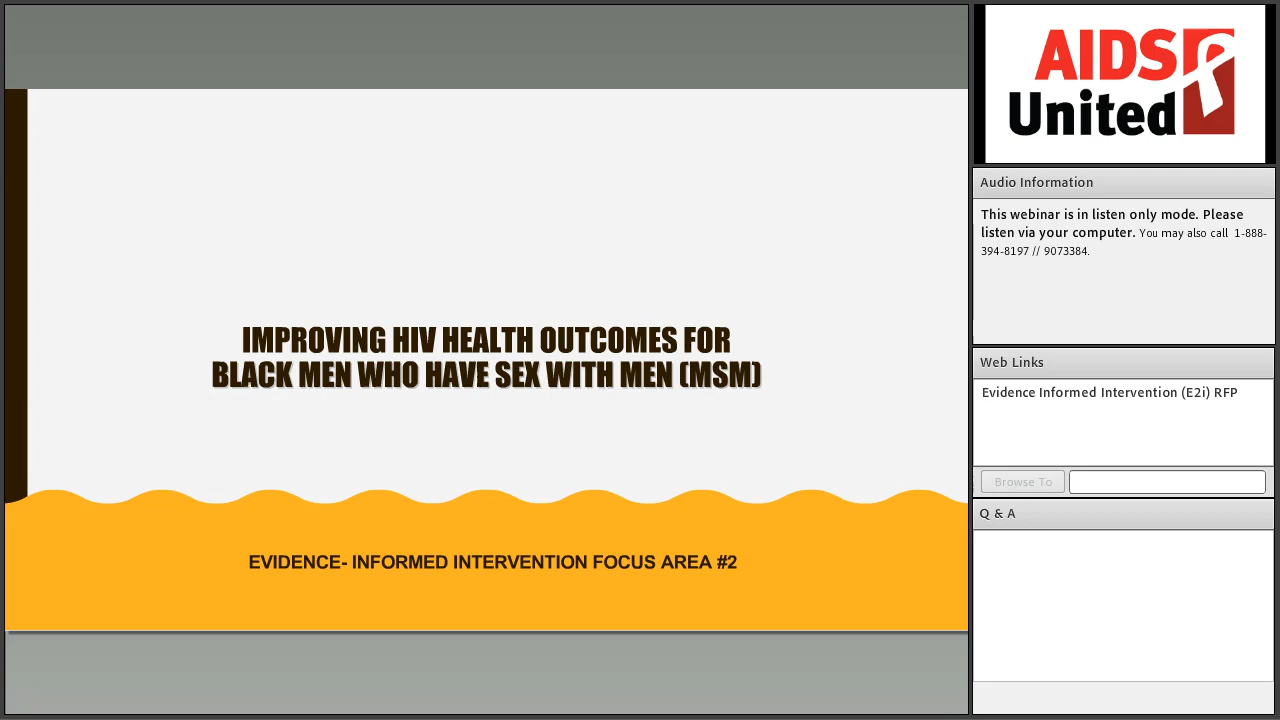 IMPROVING HIV HEALTH OUTCOMES FOR
BLACK MEN WHO HAVE SEX WITH MEN (MSM)
EVIDENCE- INFORMED INTERVENTION FOCUS AREA #2
AIDS
United
Audio Information
This webinar is in listen only mode. Please
listen via your computer. You may also call 1-888-
394-8197 // 9073384.
Web Links
Evidence Informed Intervention (E2i) RFP
Browse To
Q & A